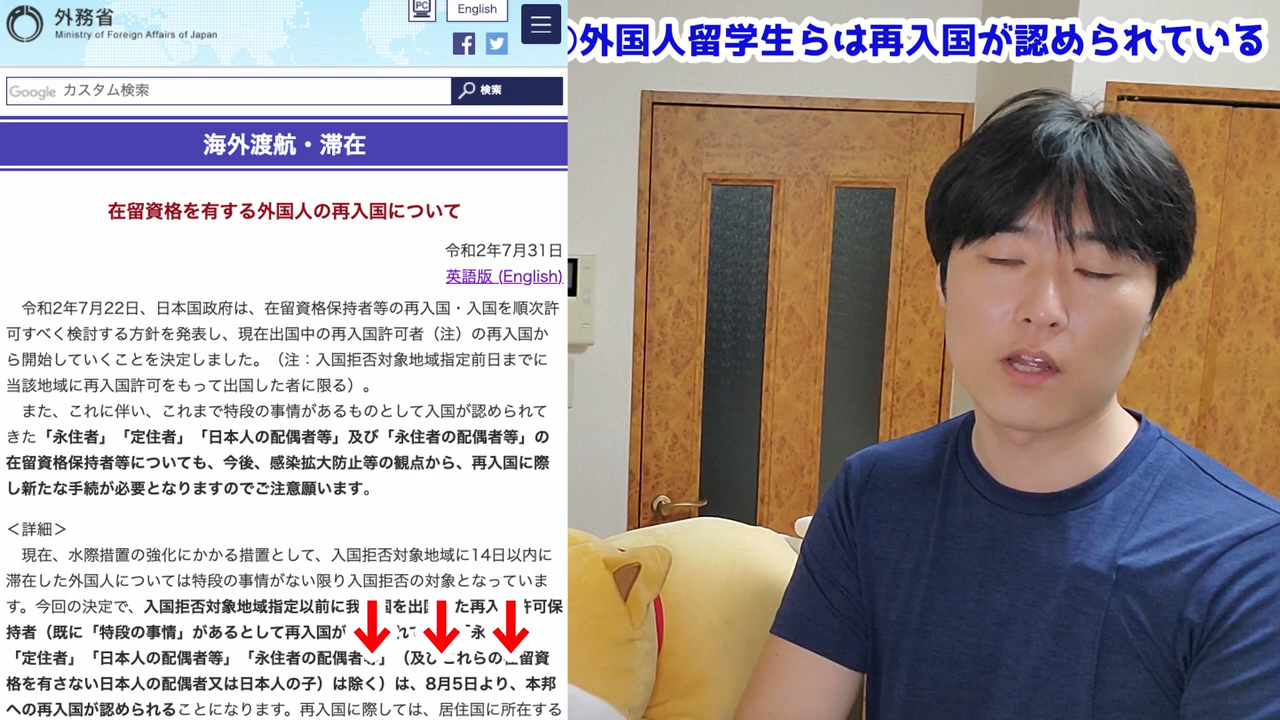 外務省
Ministry of Foreign Affairs of Japan
PC
English
Google カスタム検索
検索
海外渡航・滞在
在留資格を有する外国人の再入国について
令和2年7月31日
英語版 (English)
令和2年7月22日、日本国政府は、在留資格保持者等の再入国・入国を順次許
可すべく検討する方針を発表し、現在出国中の再入国許可者（注）の再入国か
ら開始していくことを決定しました。（注：入国拒否対象地域指定前日までに
当該地域に再入国許可をもって出国した者に限る）。
また、これに伴い、これまで特段の事情があるものとして入国が認められて
きた「永住者」「定住者」「日本人の配偶者等」及び「永住者の配偶者等」の
在留資格保持者等についても、今後、感染拡大防止等の観点から、再入国に際
し新たな手続が必要となりますのでご注意願います。
＜詳細＞
現在、水際措置の強化にかかる措置として、入国拒否対象地域に14日以内に
滞在した外国人については特段の事情がない限り入国拒否の対象となっていま
す。今回の決定で、入国拒否対象地域指定以前に我 国を出 た再入 許可保
持者（既に「特段の事情」があるとして再入国が れて 「永
「定住者」「日本人の配偶者等」「永住者の配偶者等」（及びこれらの在留資
格を有さない日本人の配偶者又は日本人の子）は除く）は、8月5日より、本邦
への再入国が認められることになります。再入国に際しては、居住国に所在する
の外国人留学生らは再入国が認められている